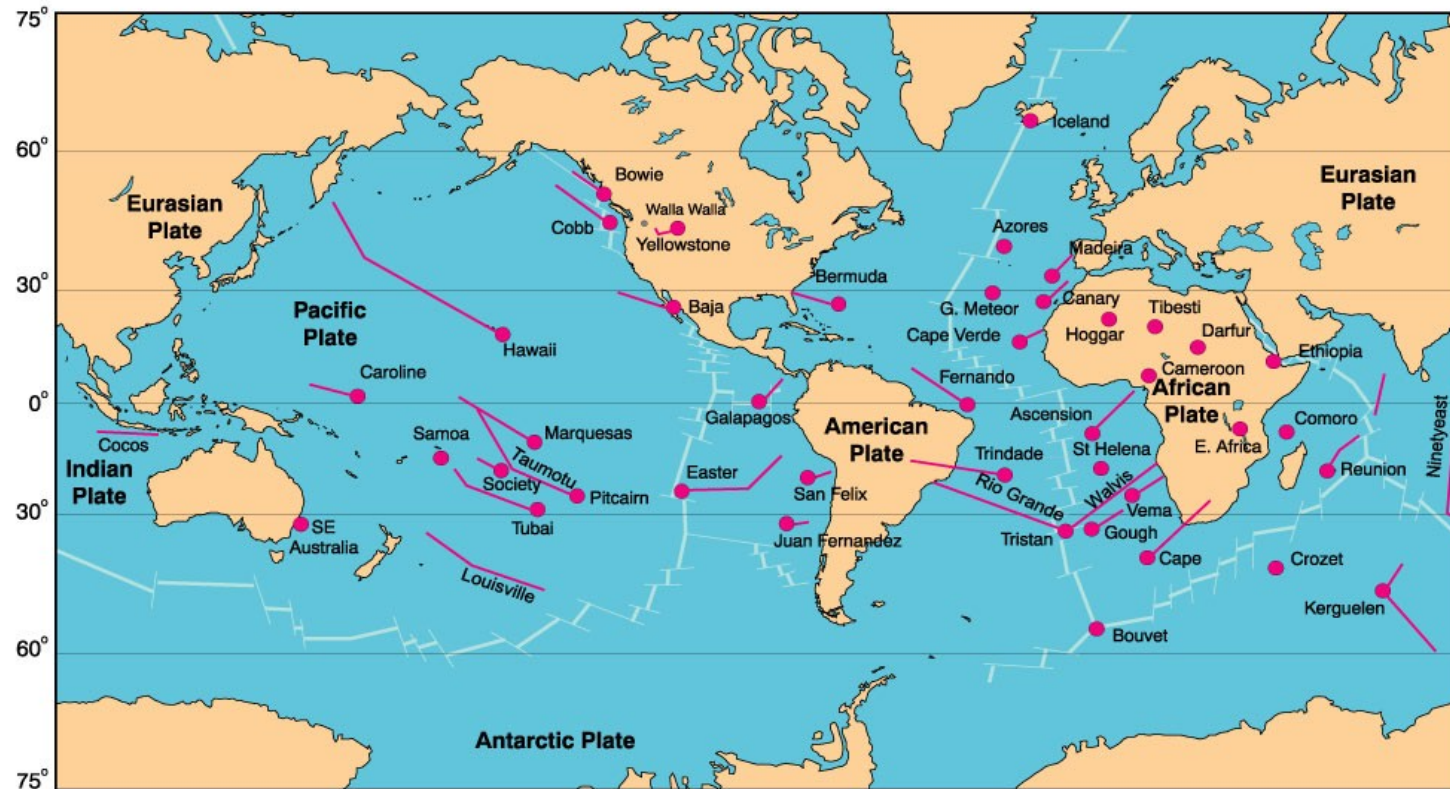 75°
60°
30°
0°
30°
60°
75°
Iceland
Bowie
Eurasian
Plate
Eurasian
Plate
Walla Walla
Cobb
Yellowstone
Azores
Madeira
Bermuda
Pacific
Plate
Baja
G. Meteor
Canary
Tibesti
Hoggar
Darfur
Cape Verde
Hawaii
Ethiopia
Caroline
Fernando
Cameroon
African
Plate
Galapagos
Ascension
Comoro
Cocos
Samoa
Marquesas
American
Plate
St Helena
E. Africa
Indian
Plate
Taumotu
Society
Pitcairn
Easter
Trindade
Rio Grande
Walvis
Reunion
Ninetyeast
San Felix
Vema
Tubai
SE
Australia
Juan Fernandez
Tristan
Gough
Cape
Crozet
Louisville
Kerguelen
Bouvet
Antarctic Plate